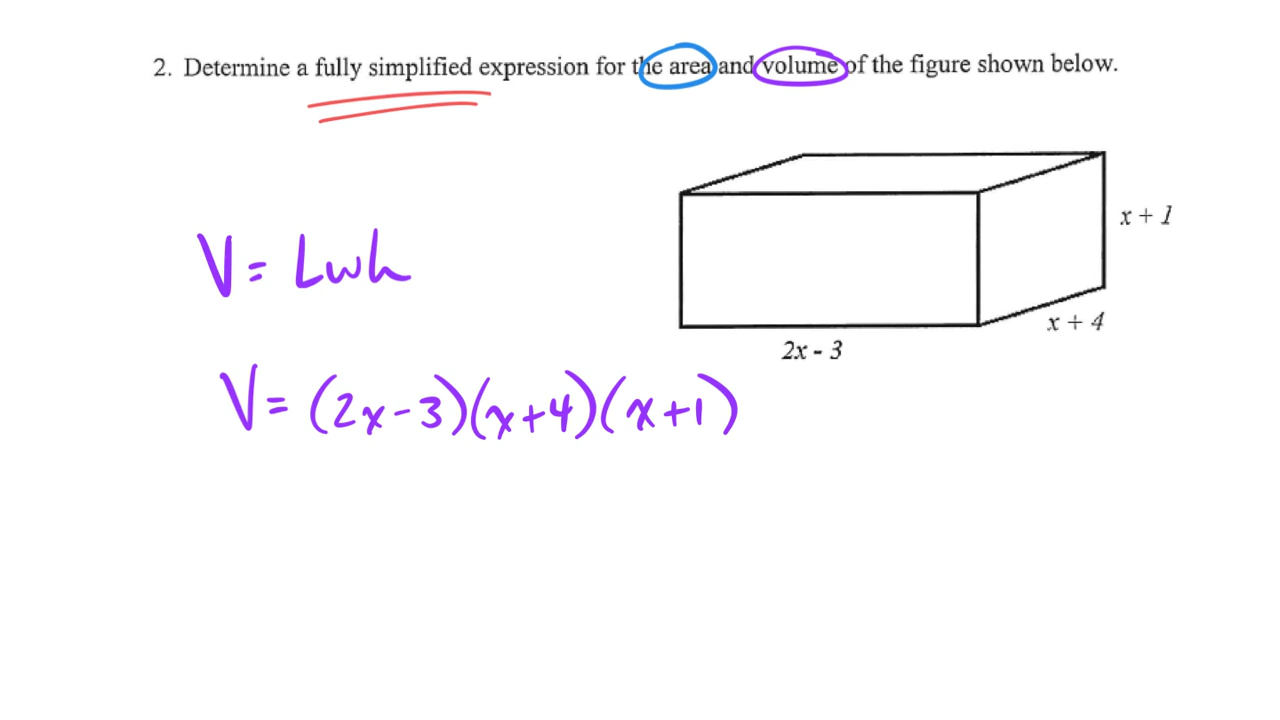 2. Determine a fully simplified expression for the area and volume of the figure shown below.
x + 1
V = Lwh
x + 4
2x - 3
V = (2x-3)(x+4)(x+1)